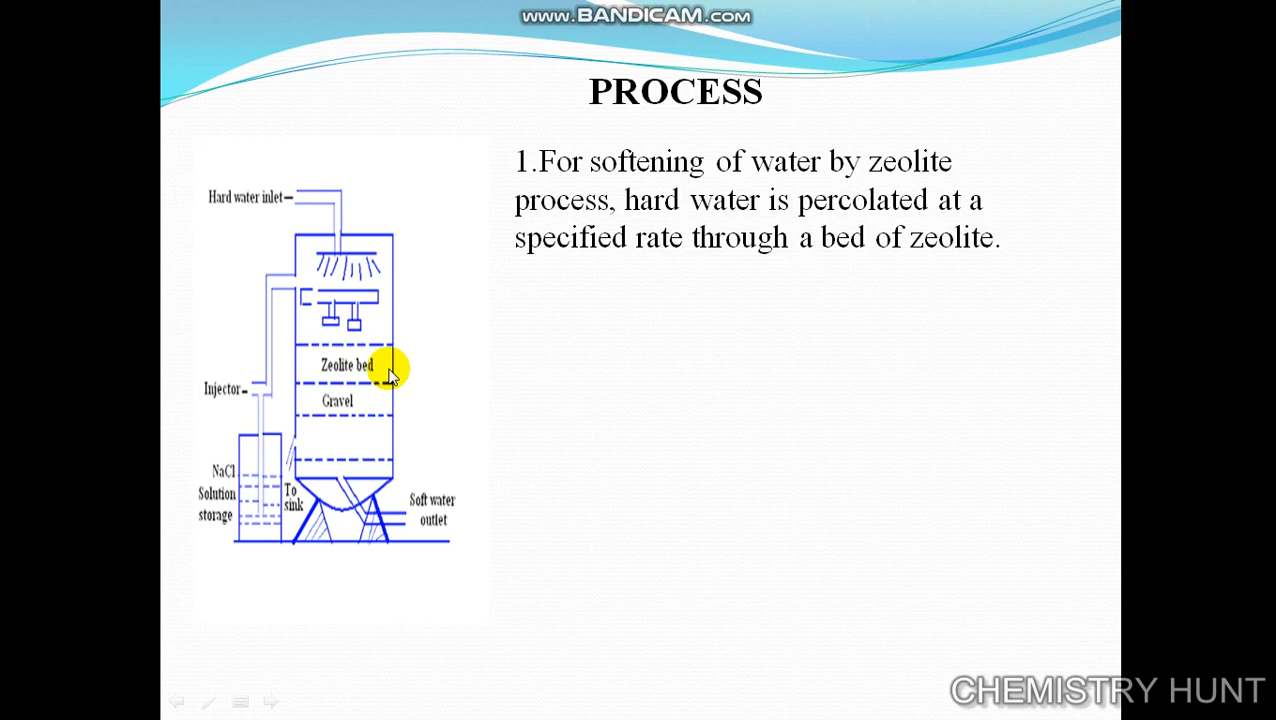 www.BANDICAM.com
PROCESS
1.For softening of water by zeolite
process, hard water is percolated at a
specified rate through a bed of zeolite.
Hard water inlet
Zeolite bed
Injector
Gravel
NaCl
Solution
storage
To
sink
Soft water
outlet
CHEMISTRY HUNT